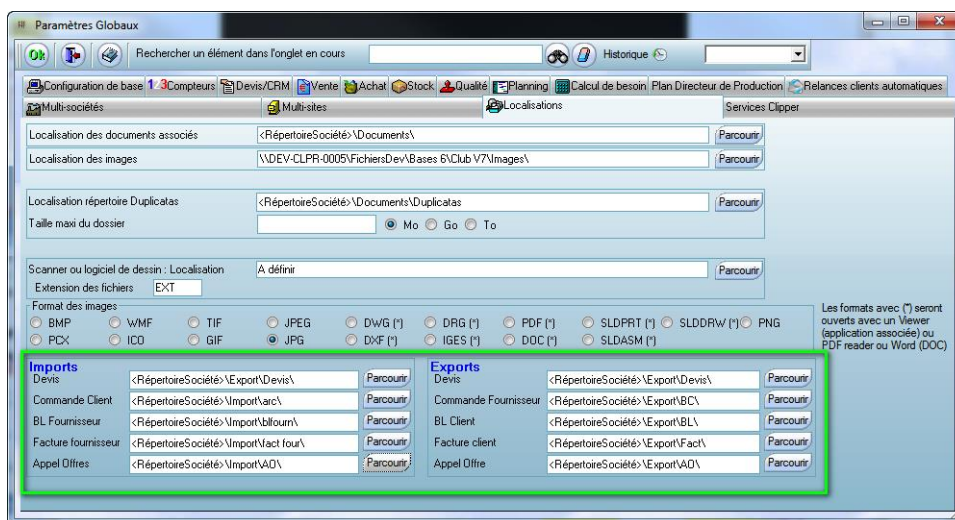 Paramètres Globaux
Ok Rechercher un élément dans l'onglet en cours Historique
Configuration de base 1 2 3 Compteurs Devis/CRM Vente Achat Stock Qualité Planning Calcul de besoin Plan Directeur de Production Relances clients automatiques
Multi-sociétés Multi-sites Localisations Services Clipper
Localisation des documents associés <RépertoireSociété>\Documents\ Parcourir
Localisation des images \\DEV-CLPR-0005\FichiersDev\Bases 6\Club V7\Images\ Parcourir
Localisation répertoire Duplicatas <RépertoireSociété>\Documents\Duplicatas Parcourir
Taille maxi du dossier Mo Go To
Scanner ou logiciel de dessin : Localisation A définir Parcourir
Extension des fichiers EXT
Format des images
BMP WMF TIF JPEG DWG (*) DRG (*) PDF (*) SLDPRT (*) SLDDRW (*) PNG
PCX ICO GIF JPG DXF (*) IGES (*) DOC (*) SLDASM (*)
Les formats avec (*) seront
ouverts avec un Viewer
(application associée) ou
PDF reader ou Word (DOC)
Imports
Devis <RépertoireSociété>\Export\Devis\ Parcourir
Commande Client <RépertoireSociété>\Import\arc\ Parcourir
BL Fournisseur <RépertoireSociété>\Import\blfourn\ Parcourir
Facture fournisseur <RépertoireSociété>\Import\fact four\ Parcourir
Appel Offres <RépertoireSociété>\Import\AO\ Parcourir
Exports
Devis <RépertoireSociété>\Export\Devis\ Parcourir
Commande Fournisseur <RépertoireSociété>\Export\BC\ Parcourir
BL Client <RépertoireSociété>\Export\BL\ Parcourir
Facture client <RépertoireSociété>\Export\Fact\ Parcourir
Appel Offre <RépertoireSociété>\Export\AO\ Parcourir